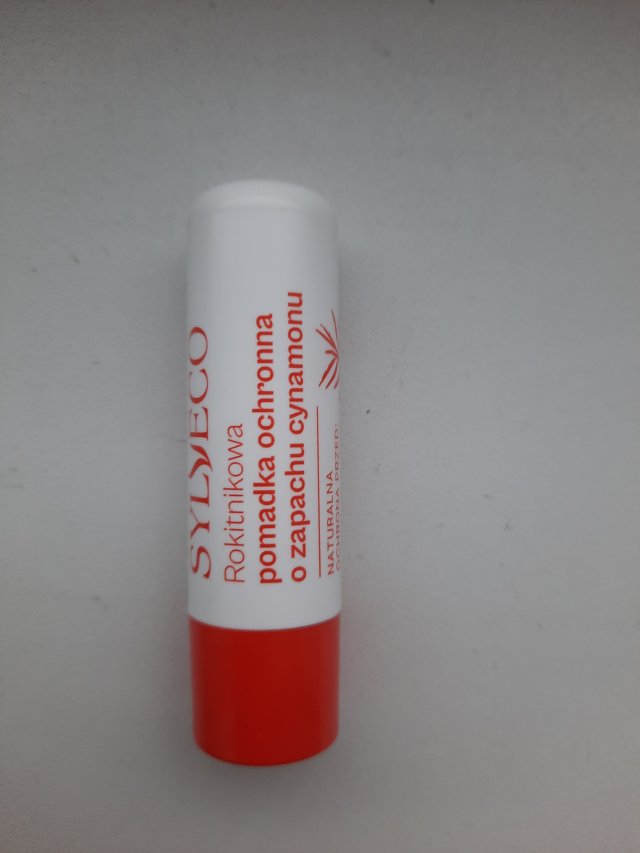 SYLVECO
Rokitnikowa
pomadka ochronna
o zapachu cynamonu
NATURALNA
OCHRONA PRZED: